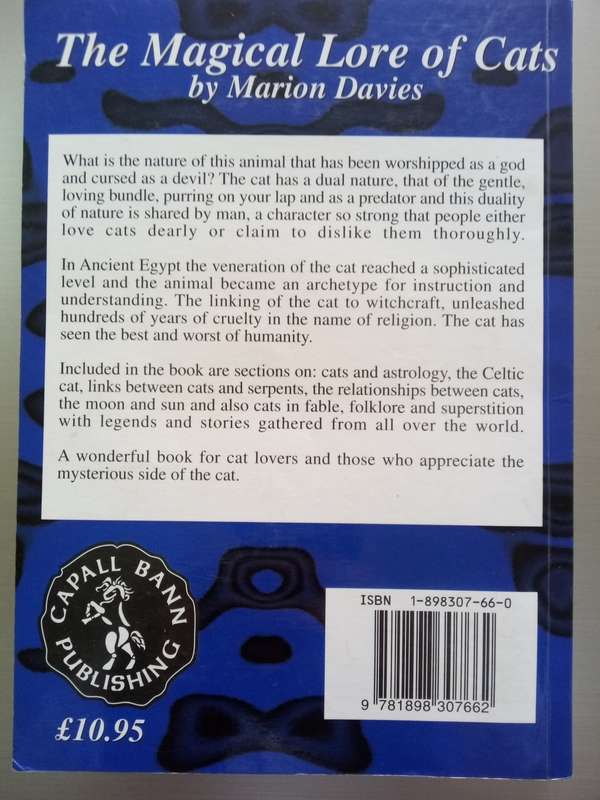 The Magical Lore of Cats
by Marion Davies
What is the nature of this animal that has been worshipped as a god
and cursed as a devil? The cat has a dual nature, that of the gentle,
loving bundle, purring on your lap and as a predator and this duality
of nature is shared by man, a character so strong that people either
love cats dearly or claim to dislike them thoroughly.
In Ancient Egypt the veneration of the cat reached a sophisticated
level and the animal became an archetype for instruction and
understanding. The linking of the cat to witchcraft, unleashed
hundreds of years of cruelty in the name of religion. The cat has
seen the best and worst of humanity.
Included in the book are sections on: cats and astrology, the Celtic
cat, links between cats and serpents, the relationships between cats,
the moon and sun and also cats in fable, folklore and superstition
with legends and stories gathered from all over the world.
A wonderful book for cat lovers and those who appreciate the
mysterious side of the cat.
CAPALL BANN
PUBLISHING
£10.95
ISBN 1-898307-66-0
9 781898 307662